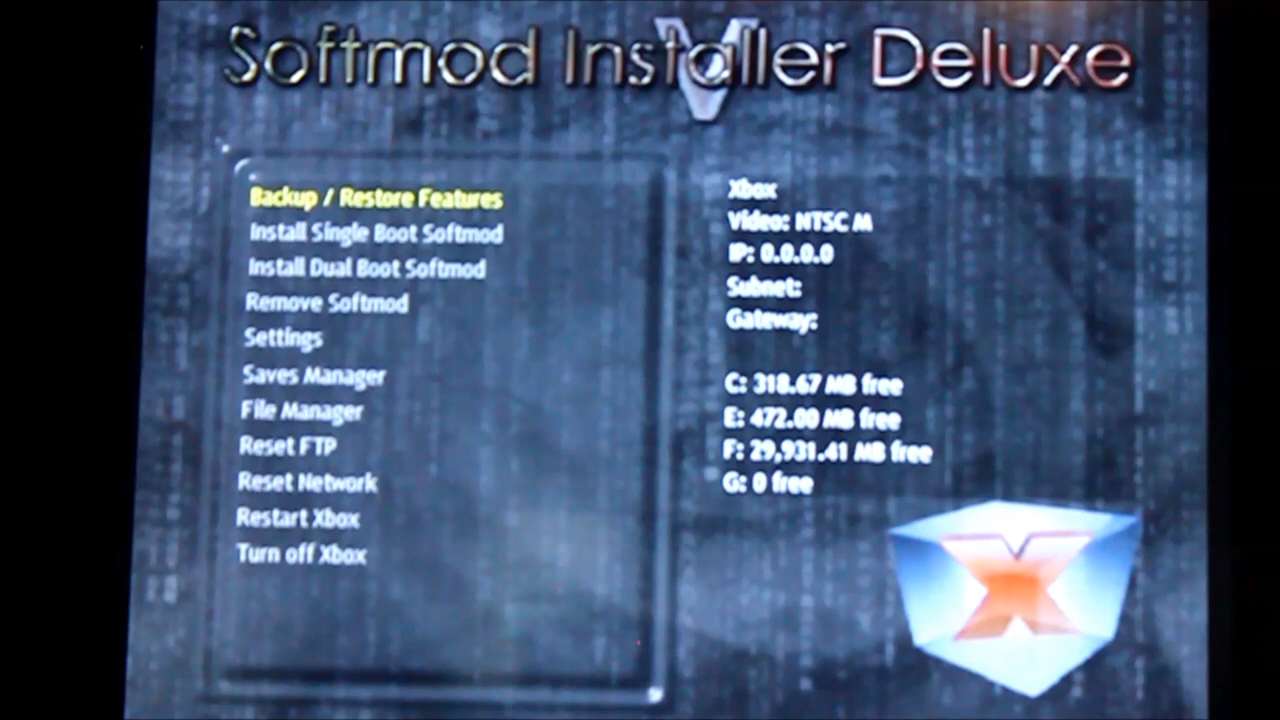 Softmod Installer Deluxe
V
Backup / Restore Features
Install Single Boot Softmod
Install Dual Boot Softmod
Remove Softmod
Settings
Saves Manager
File Manager
Reset FTP
Reset Network
Restart Xbox
Turn off Xbox
Xbox
Video: NTSC M
IP: 0.0.0.0
Subnet:
Gateway:
C: 318.67 MB free
E: 472.00 MB free
F: 29,931.41 MB free
G: 0 free
X